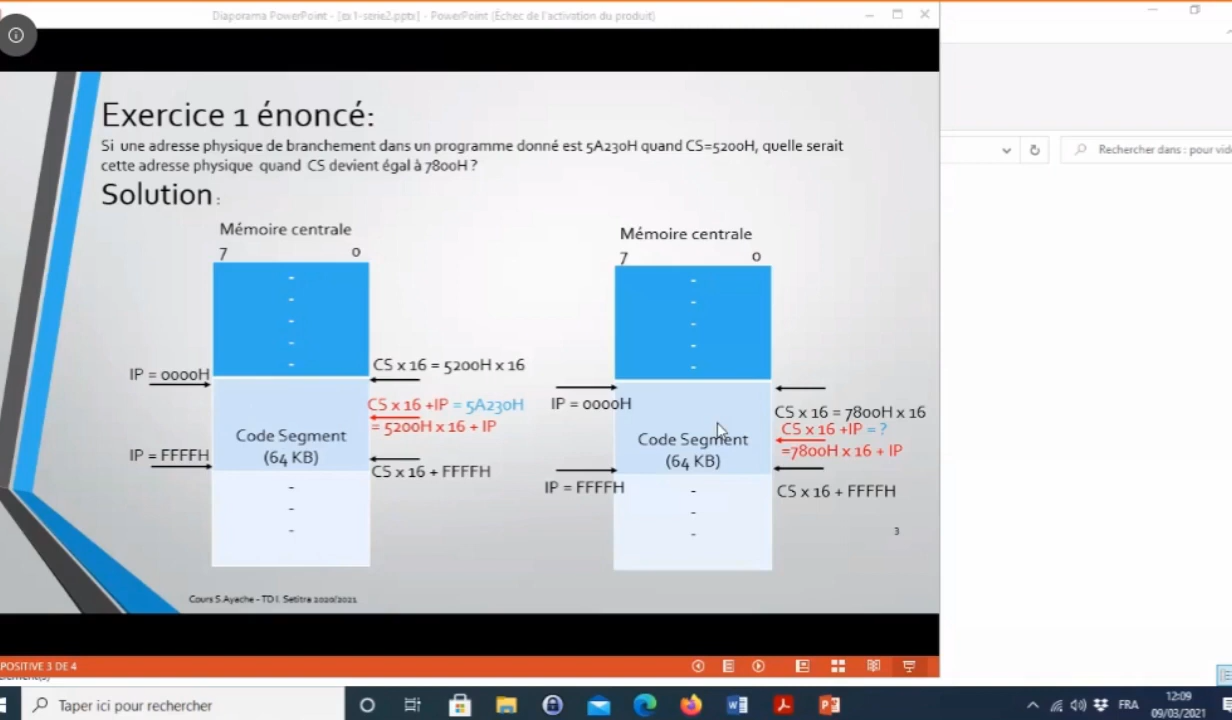 Diaporama PowerPoint - [ex1-serie2.pptx] - PowerPoint (Échec de l'activation du produit)
Rechercher dans : pour vid
Exercice 1 énoncé:
Si une adresse physique de branchement dans un programme donné est 5A230H quand CS=5200H, quelle serait
cette adresse physique quand CS devient égal à 7800H ?
Solution :
Mémoire centrale
7 0
-
-
-
-
-
IP = 0000H
CS x 16 = 5200H x 16
CS x 16 +IP = 5A230H
= 5200H x 16 + IP
Code Segment
(64 KB)
IP = FFFFH
CS x 16 + FFFFH
-
-
-
Mémoire centrale
7 0
-
-
-
-
-
IP = 0000H
CS x 16 = 7800H x 16
CS x 16 +IP = ?
=7800H x 16 + IP
Code Segment
(64 KB)
IP = FFFFH
CS x 16 + FFFFH
-
-
-
3
Cours S.Ayache - TD I. Setitra 2020/2021
POSITIVE 3 DE 4
Taper ici pour rechercher
FRA
12:09
09/03/2021